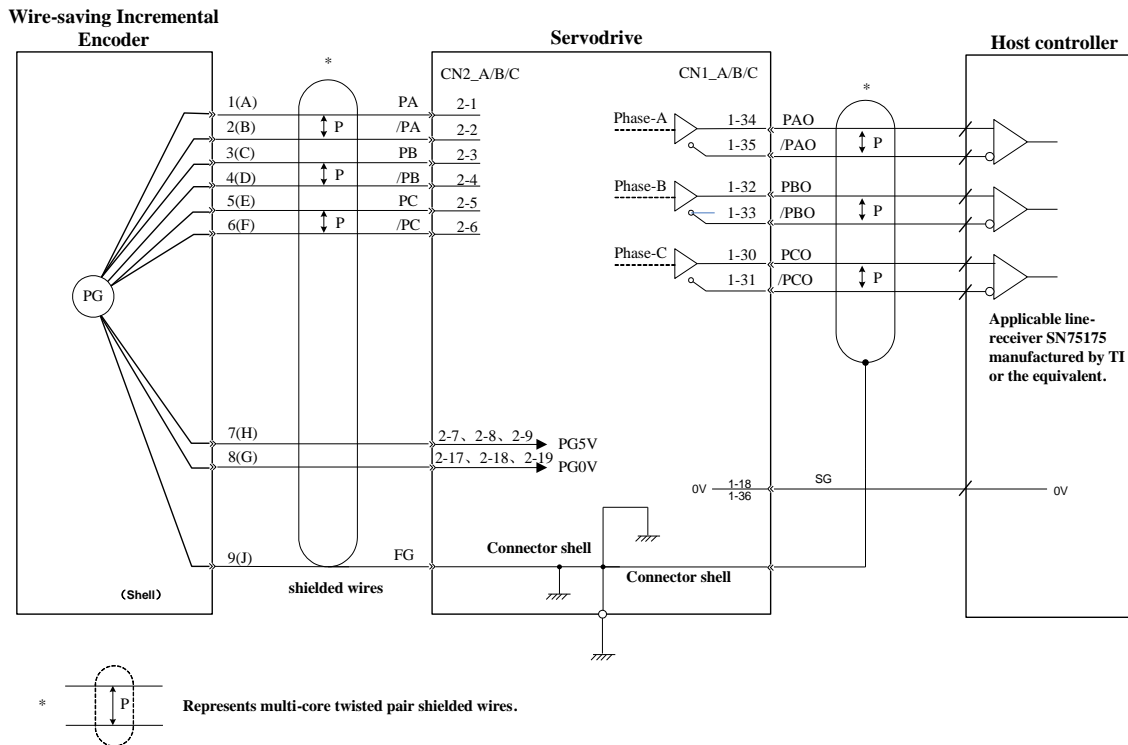 Wire-saving Incremental
Encoder
Servodrive
Host controller
*
CN2_A/B/C
CN1_A/B/C
*
1(A) PA 2-1
2(B) P /PA 2-2
3(C) PB 2-3
4(D) P /PB 2-4
5(E) PC 2-5
6(F) P /PC 2-6
Phase-A 1-34 PAO
1-35 /PAO P
Phase-B 1-32 PBO
1-33 /PBO P
Phase-C 1-30 PCO
1-31 /PCO P
PG
Applicable line-
receiver SN75175
manufactured by TI
or the equivalent.
7(H) 2-7、2-8、2-9 PG5V
8(G) 2-17、2-18、2-19 PG0V
0V 1-18 SG 0V
1-36
9(J) FG Connector shell
Connector shell
shielded wires
（Shell）
* P Represents multi-core twisted pair shielded wires.